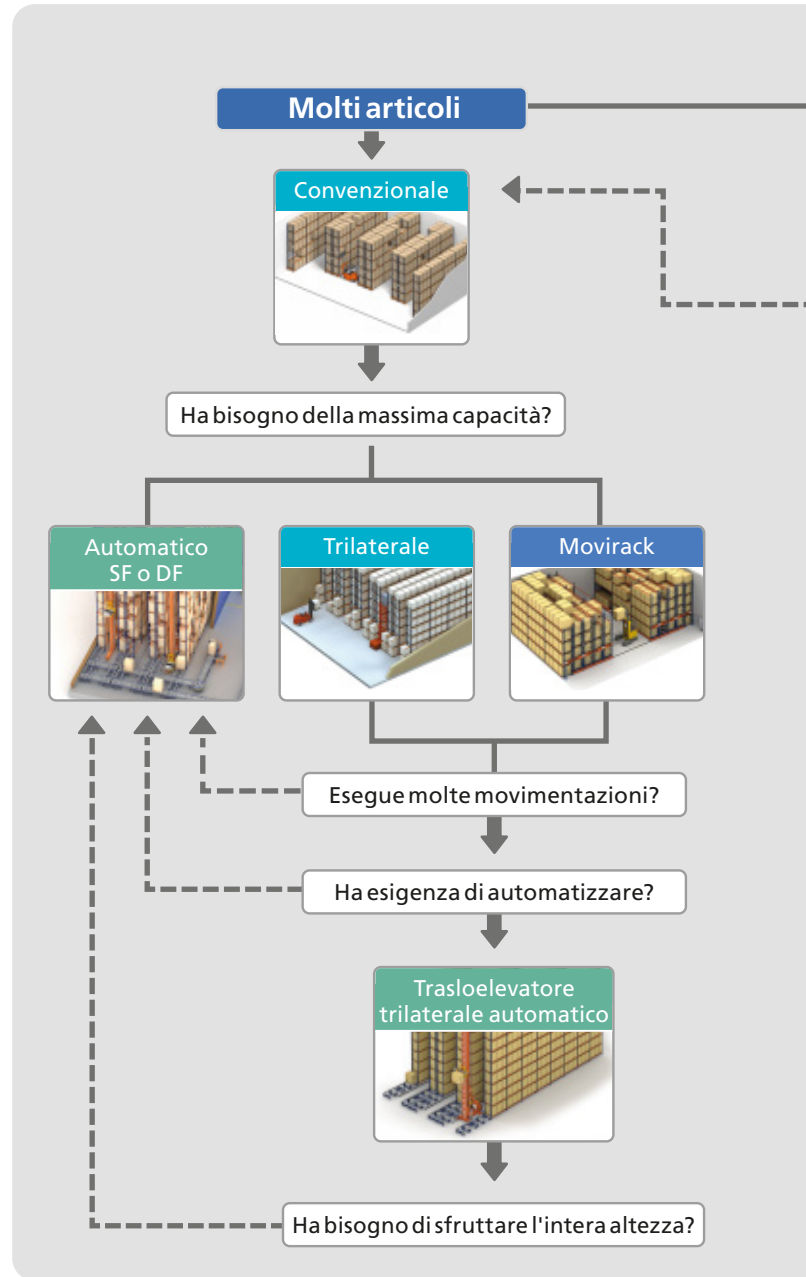 Molti articoli
Convenzionale
Ha bisogno della massima capacità?
Automatico
SF o DF
Trilaterale
Movirack
Esegue molte movimentazioni?
Ha esigenza di automatizzare?
Trasloelevatore
trilaterale automatico
Ha bisogno di sfruttare l'intera altezza?